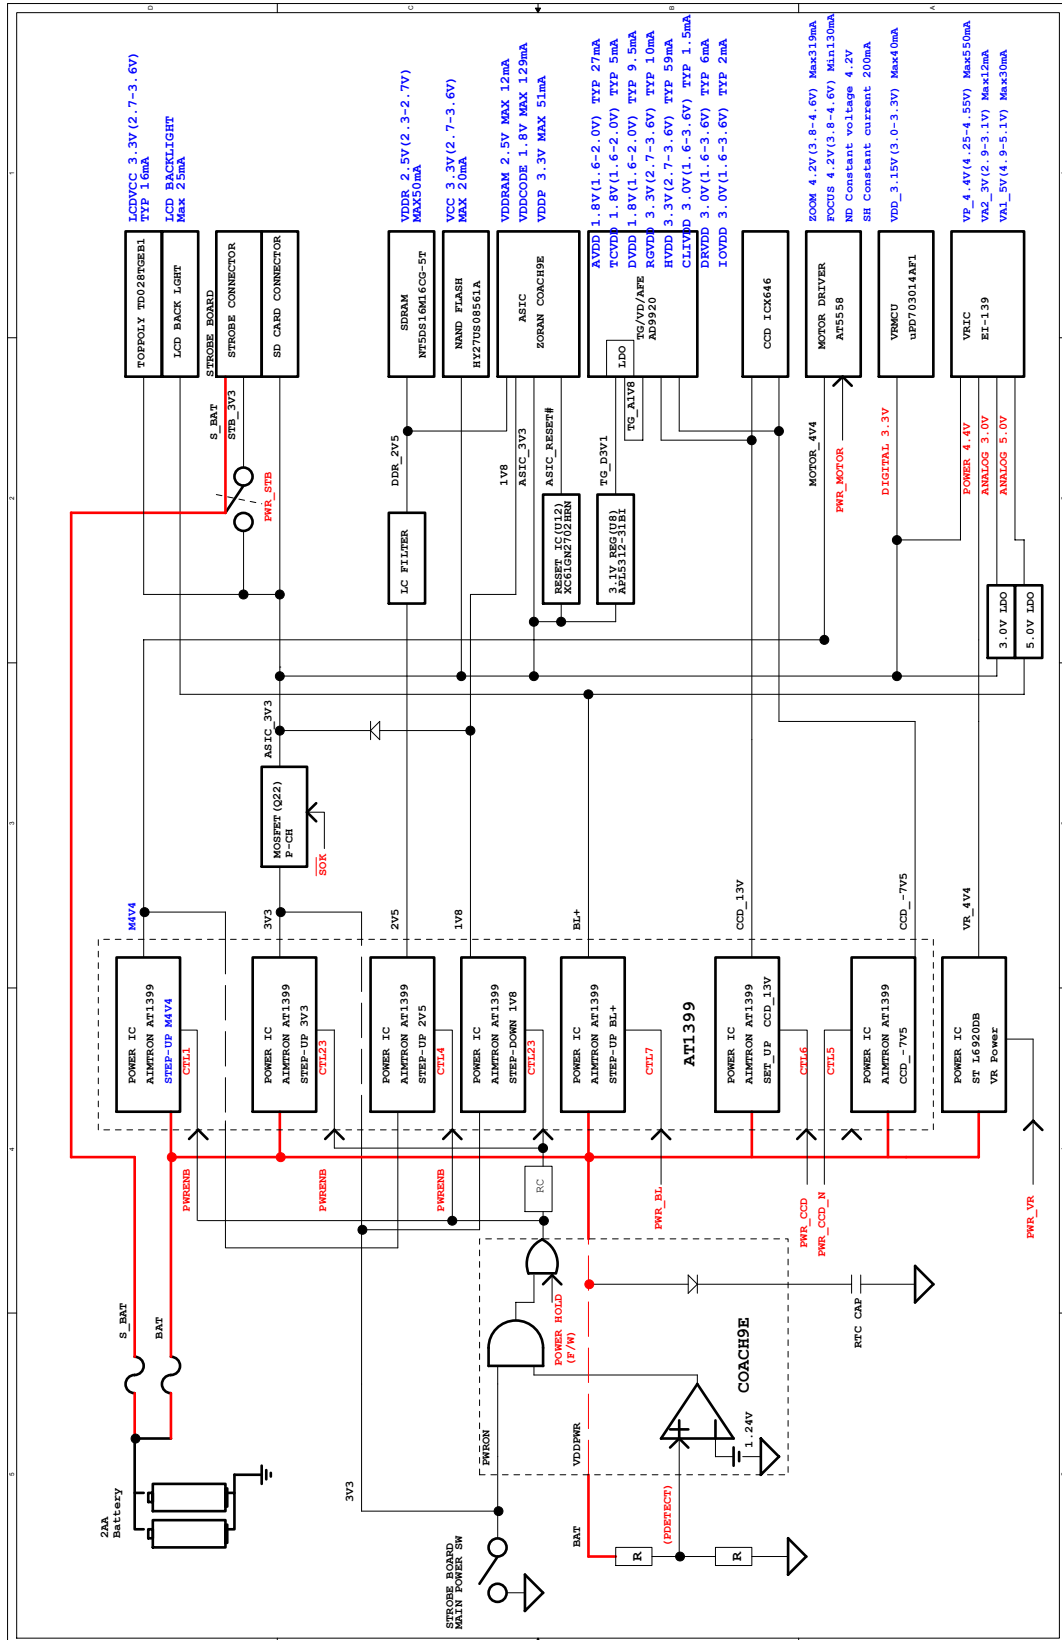 D
C
B
A
1
2
3
4
5
LCDVCC 3.3V(2.7-3.6V)
TYP 16mA
LCD BACKLIGHT
Max 25mA
VDDR 2.5V(2.3-2.7V)
MAX50mA
VCC 3.3V(2.7-3.6V)
MAX 20mA
VDDRAM 2.5V MAX 12mA
VDDCODE 1.8V MAX 129mA
VDDP 3.3V MAX 51mA
AVDD 1.8V(1.6-2.0V) TYP 27mA
TCVDD 1.8V(1.6-2.0V) TYP 5mA
DVDD 1.8V(1.6-2.0V) TYP 9.5mA
RGVDD 3.3V(2.7-3.6V) TYP 10mA
HVDD 3.3V(2.7-3.6V) TYP 59mA
CLIVDD 3.0V(1.6-3.6V) TYP 1.5mA
DRVDD 3.0V(1.6-3.6V) TYP 6mA
IOVDD 3.0V(1.6-3.6V) TYP 2mA
ZOOM 4.2V(3.8-4.6V) Max319mA
FOCUS 4.2V(3.8-4.6V) Min130mA
ND Constant voltage 4.2V
SH Constant current 200mA
VDD_3.15V(3.0-3.3V) Max40mA
VP_4.4V(4.25-4.55V) Max550mA
VA2_3V(2.9-3.1V) Max12mA
VA1_5V(4.9-5.1V) Max30mA
TOPPOLY TD028TGEB1
LCD BACK LGHT
STROBE BOARD
STROBE CONNECTOR
SD CARD CONNECTOR
SDRAM
NT5DS16M16CG-5T
NAND FLASH
HY27US08561A
ASIC
ZORAN COACH9E
LDO
TG/VD/AFE
AD9920
CCD ICX646
MOTOR DRIVER
AT5558
VRMCU
uPD703014AF1
VRIC
EI-139
S_BAT
STB_3V3
PWR_STB
DDR_2V5
1V8
ASIC_3V3
ASIC_RESET#
TG_A1V8
TG_D3V1
MOTOR_4V4
PWR_MOTOR
DIGITAL 3.3V
POWER 4.4V
ANALOG 3.0V
ANALOG 5.0V
LC FILTER
RESET IC(U12)
XC61GN2702HRN
3.1V REG(U8)
APL5312-31BI
3.0V LDO
5.0V LDO
ASIC_3V3
MOSFET(Q22)
P-CH
SOK
M4V4
3V3
2V5
1V8
BL+
CCD_13V
CCD_-7V5
VR_4V4
POWER IC
AIMTRON AT1399
STEP-UP M4V4
CTL1
POWER IC
AIMTRON AT1399
STEP-UP 3V3
CTL23
POWER IC
AIMTRON AT1399
STEP-UP 2V5
CTL4
POWER IC
AIMTRON AT1399
STEP-DOWN 1V8
CTL23
POWER IC
AIMTRON AT1399
STEP-UP BL+
CTL7
AT1399
POWER IC
AIMTRON AT1399
SET_UP CCD_13V
CTL6
CTL5
POWER IC
AIMTRON AT1399
CCD_-7V5
POWER IC
ST L6920DB
VR Power
PWRENB
PWRENB
PWRENB
RC
PWR_BL
PWR_CCD
PWR_CCD_N
PWR_VR
S_BAT
BAT
POWER HOLD
(F/W)
COACH9E
RTC CAP
1.24V
PWRON
VDDPWR
2AA
Battery
3V3
BAT
(PDETECT)
R
R
STROBE BOARD
MAIN POWER SW